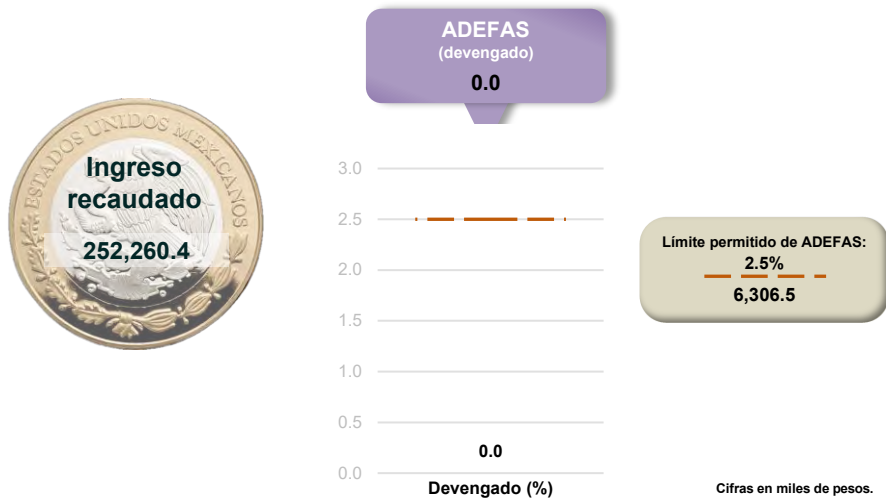 ADEFAS
(devengado)
0.0
ESTADOS UNIDOS MEXICANOS
Ingreso
recaudado
252,260.4
3.0
2.5
2.0
1.5
1.0
0.5
0.0
0.0
Devengado (%)
Límite permitido de ADEFAS:
2.5%
6,306.5
Cifras en miles de pesos.